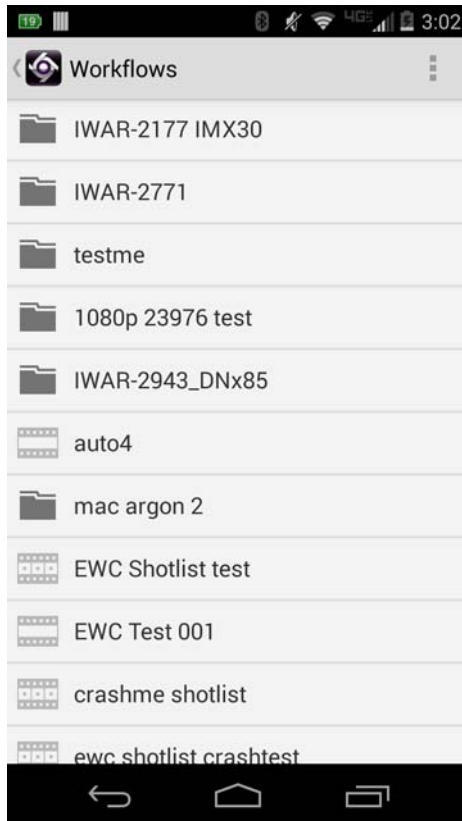 19 4G 3:02
Workflows
IWAR-2177 IMX30
IWAR-2771
testme
1080p 23976 test
IWAR-2943_DNx85
auto4
mac argon 2
EWC Shotlist test
EWC Test 001
crashme shotlist
ewc shotlist crashtest